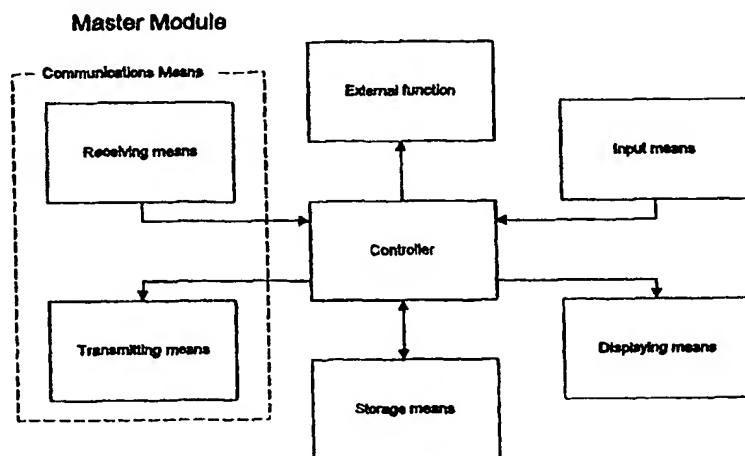 Master Module
Communications Means
External function
Receiving means
Input means
Controller
Transmitting means
Displaying means
Storage means